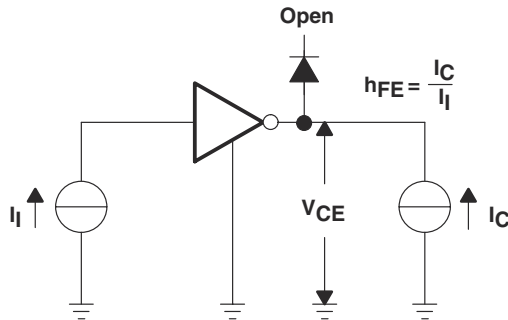 Open
hFE = IC
II
II
VCE
IC